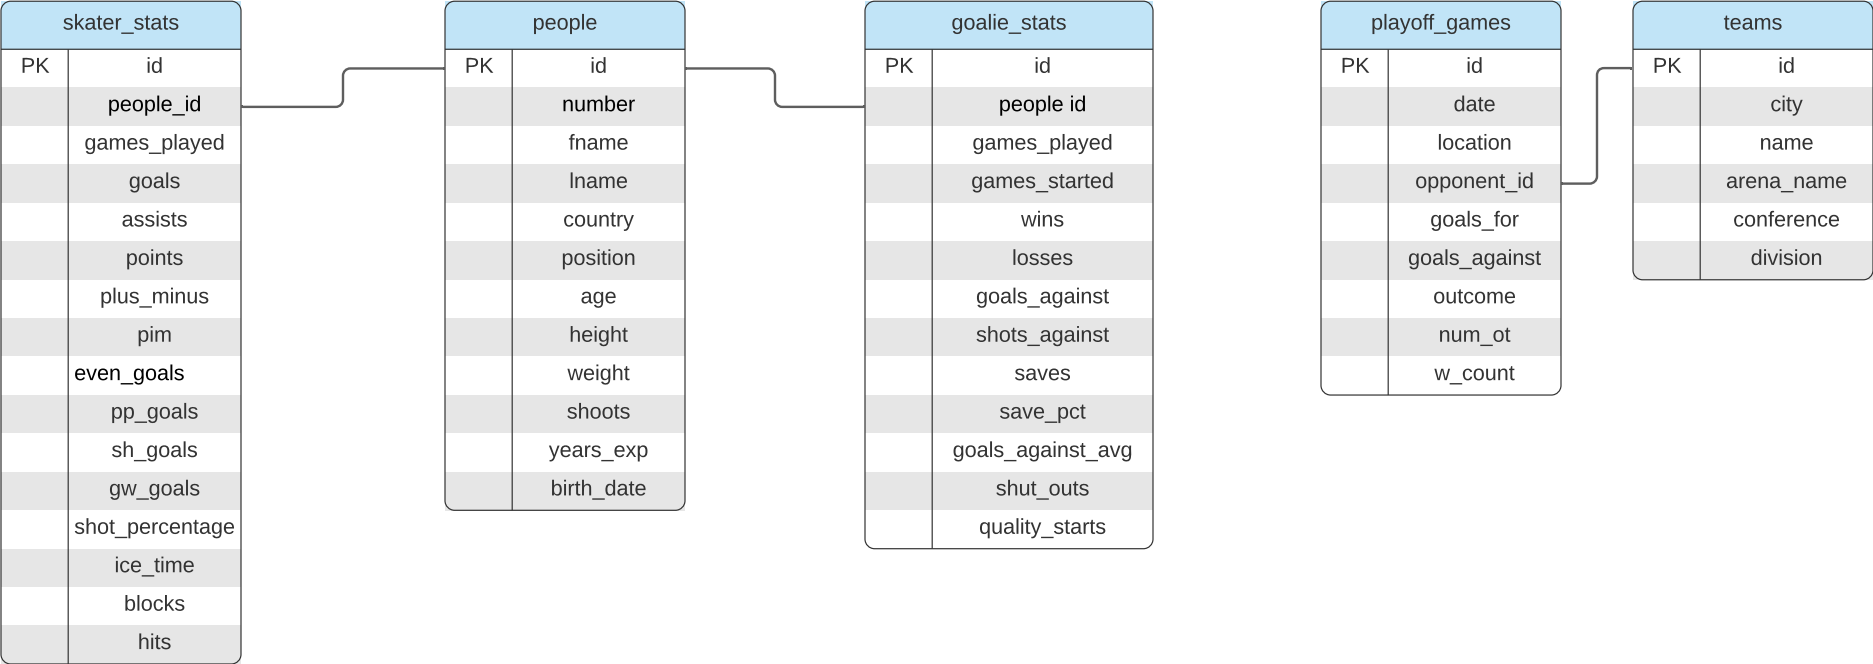 skater_stats
PK id
people_id
games_played
goals
assists
points
plus_minus
pim
even_goals
pp_goals
sh_goals
gw_goals
shot_percentage
ice_time
blocks
hits
people
PK id
number
fname
lname
country
position
age
height
weight
shoots
years_exp
birth_date
goalie_stats
PK id
people id
games_played
games_started
wins
losses
goals_against
shots_against
saves
save_pct
goals_against_avg
shut_outs
quality_starts
playoff_games
PK id
date
location
opponent_id
goals_for
goals_against
outcome
num_ot
w_count
teams
PK id
city
name
arena_name
conference
division